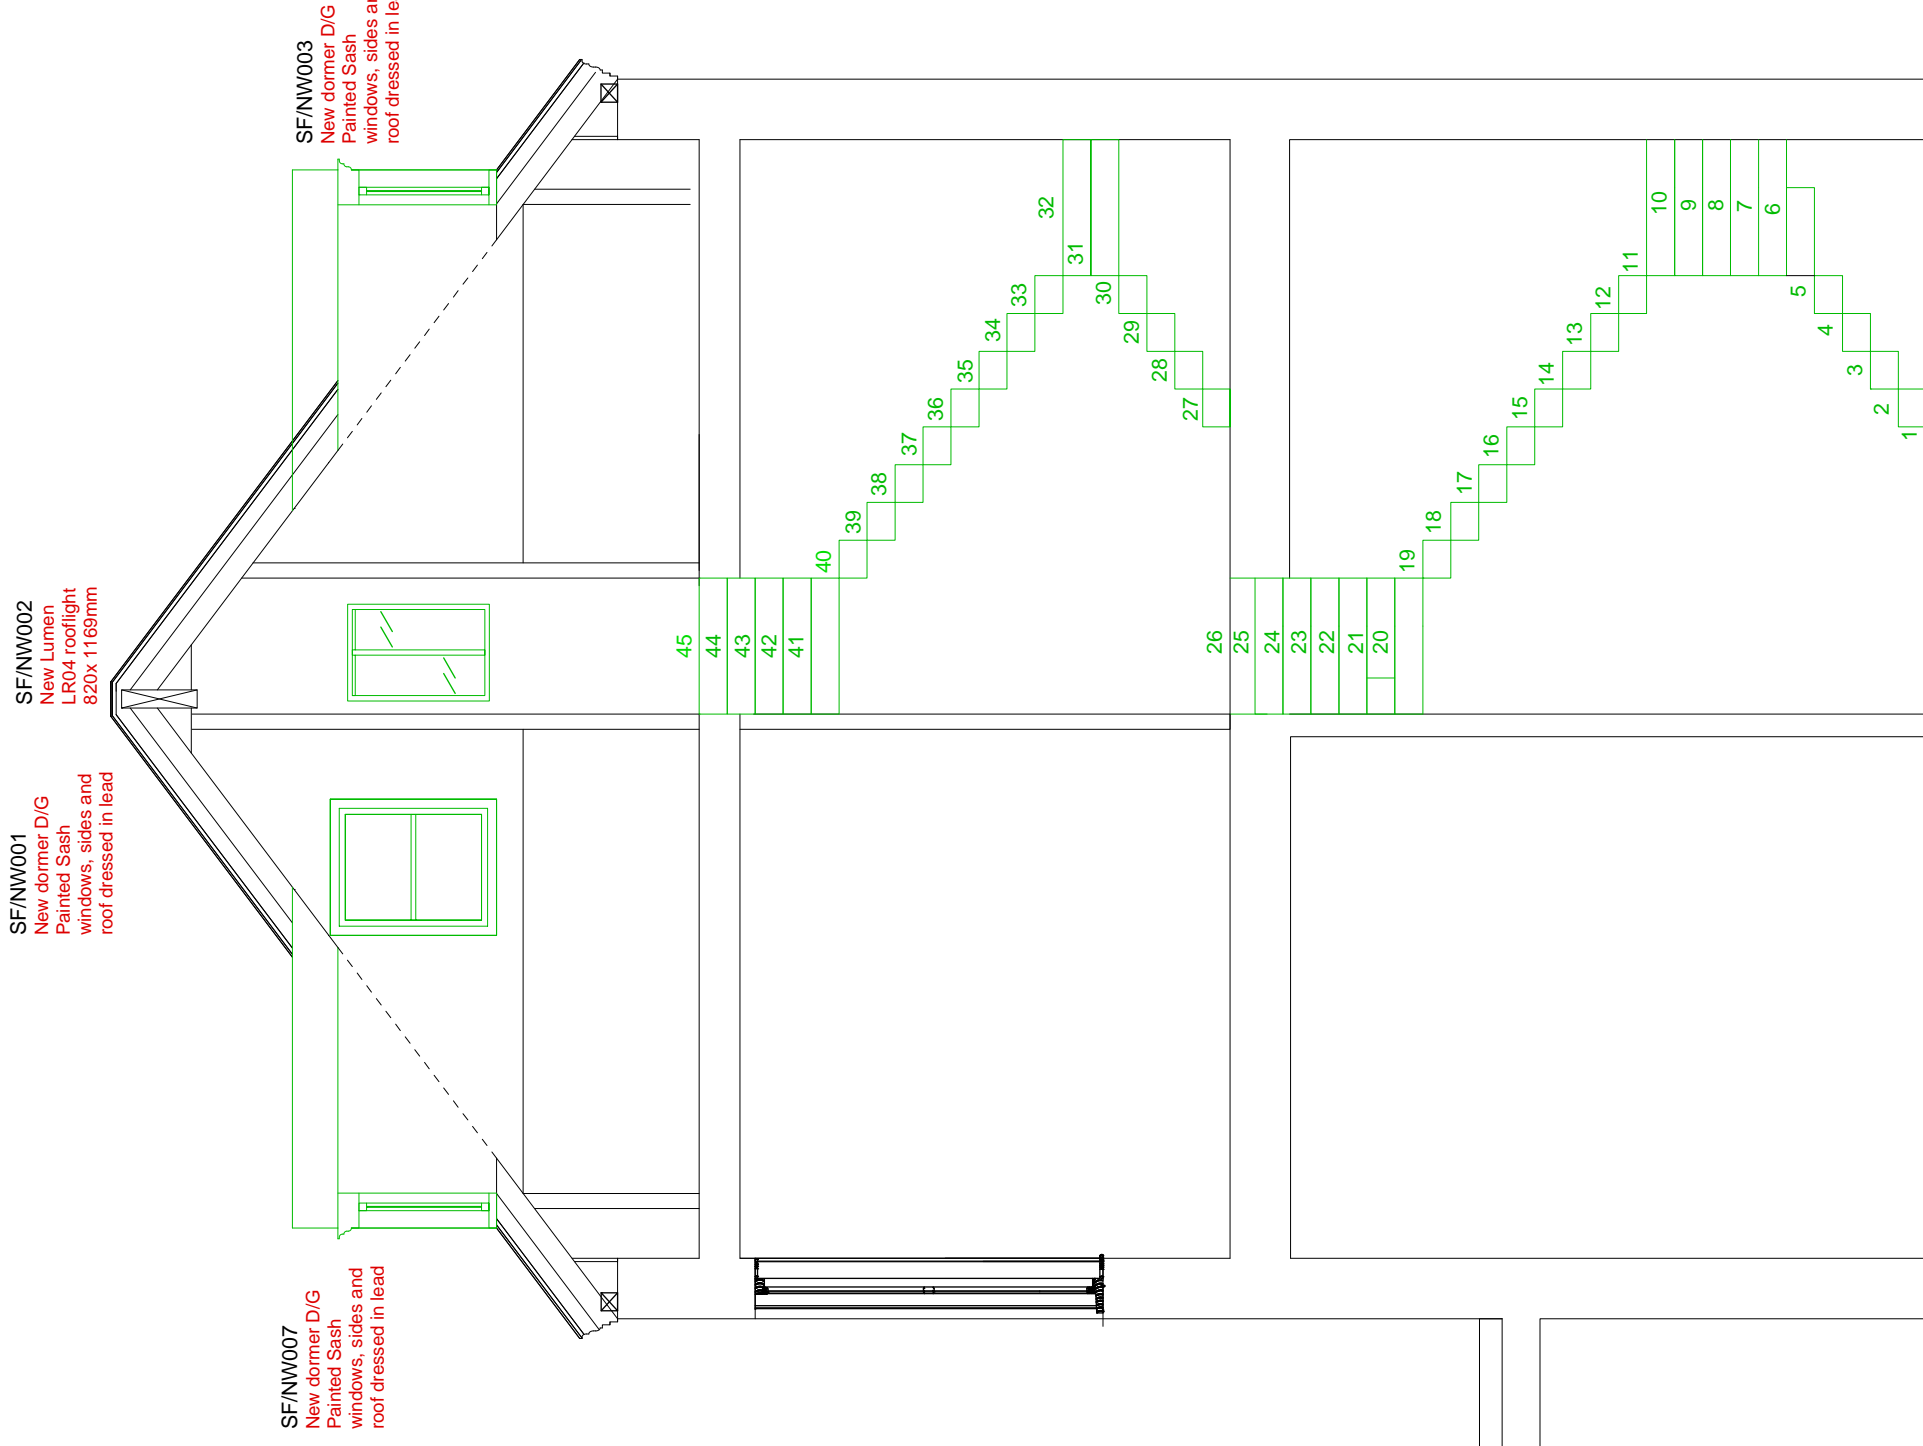 SF/NW001
New dormer D/G
Painted Sash
windows, sides and
roof dressed in lead
SF/NW002
New Lumen
LR04 rooflight
820x 1169mm
SF/NW003
New dormer D/G
Painted Sash
windows, sides
roof dressed in
SF/NW007
New dormer D/G
Painted Sash
windows, sides and
roof dressed in lead
45
44
43
42
41
40
39
38
37
36
35
34
33
32
31
30
29
28
27
26
25
24
23
22
21
20
19
18
17
16
15
14
13
12
11
10
9
8
7
6
5
4
3
2
1